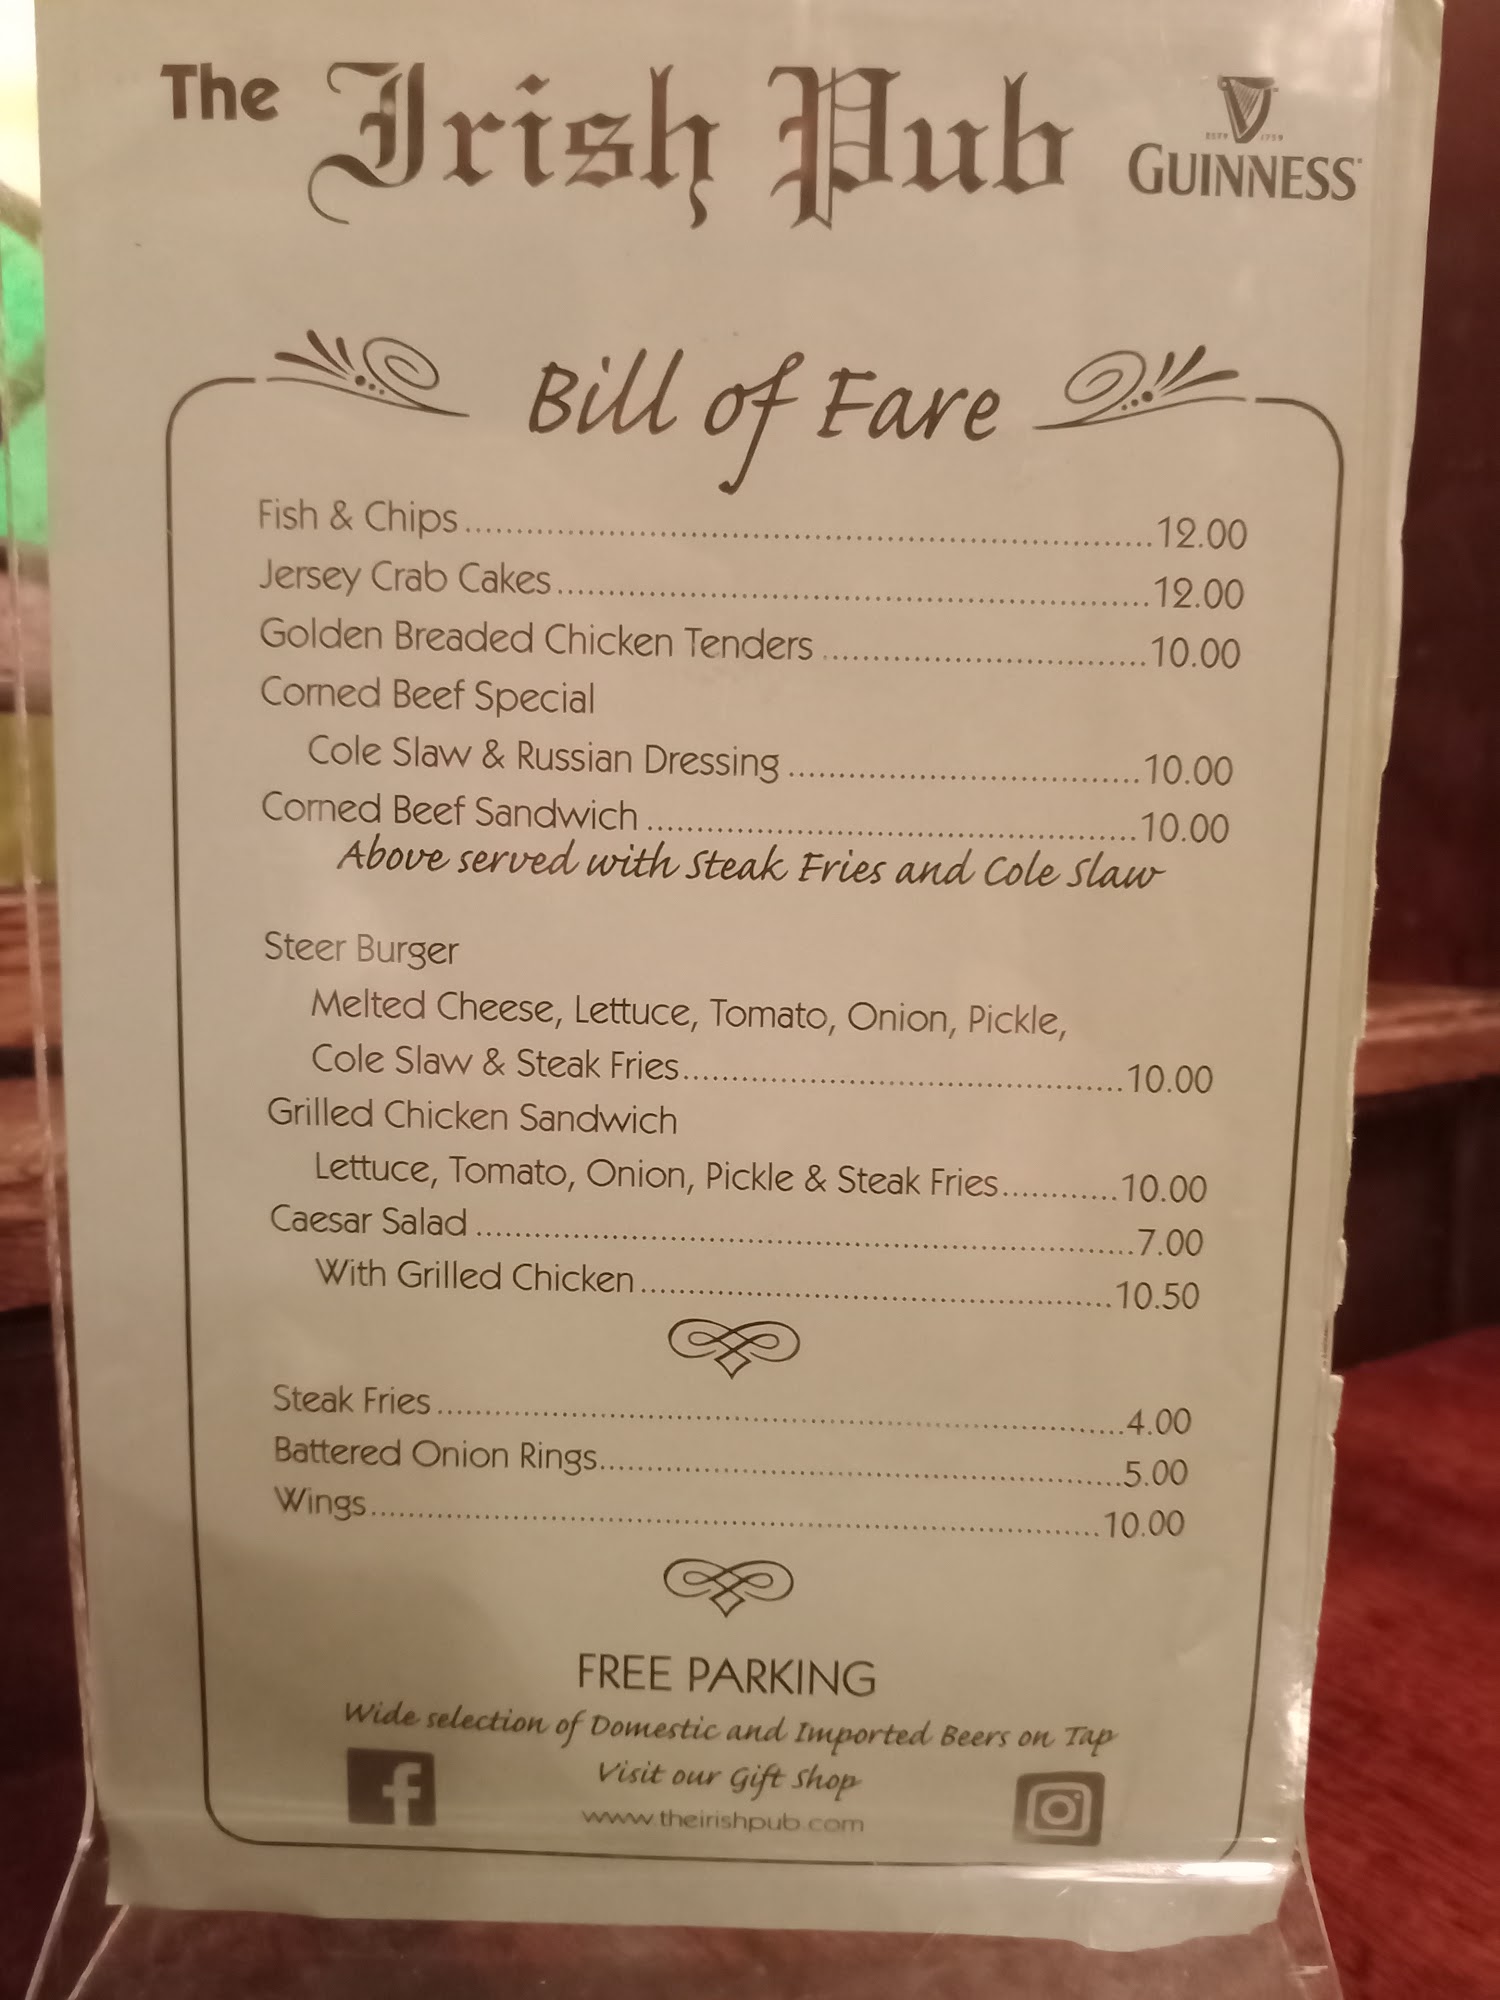 The Irish Pub
ESTD 1759
GUINNESS
Bill of Fare
Fish & Chips.....12.00
Jersey Crab Cakes.....12.00
Golden Breaded Chicken Tenders.....10.00
Corned Beef Special
Cole Slaw & Russian Dressing.....10.00
Corned Beef Sandwich.....10.00
Above served with Steak Fries and Cole Slaw
Steer Burger
Melted Cheese, Lettuce, Tomato, Onion, Pickle,
Cole Slaw & Steak Fries.....10.00
Grilled Chicken Sandwich
Lettuce, Tomato, Onion, Pickle & Steak Fries.....10.00
Caesar Salad.....7.00
With Grilled Chicken.....10.50
Steak Fries.....4.00
Battered Onion Rings.....5.00
Wings.....10.00
FREE PARKING
Wide selection of Domestic and Imported Beers on Tap
Visit our Gift Shop
www.theirishpub.com